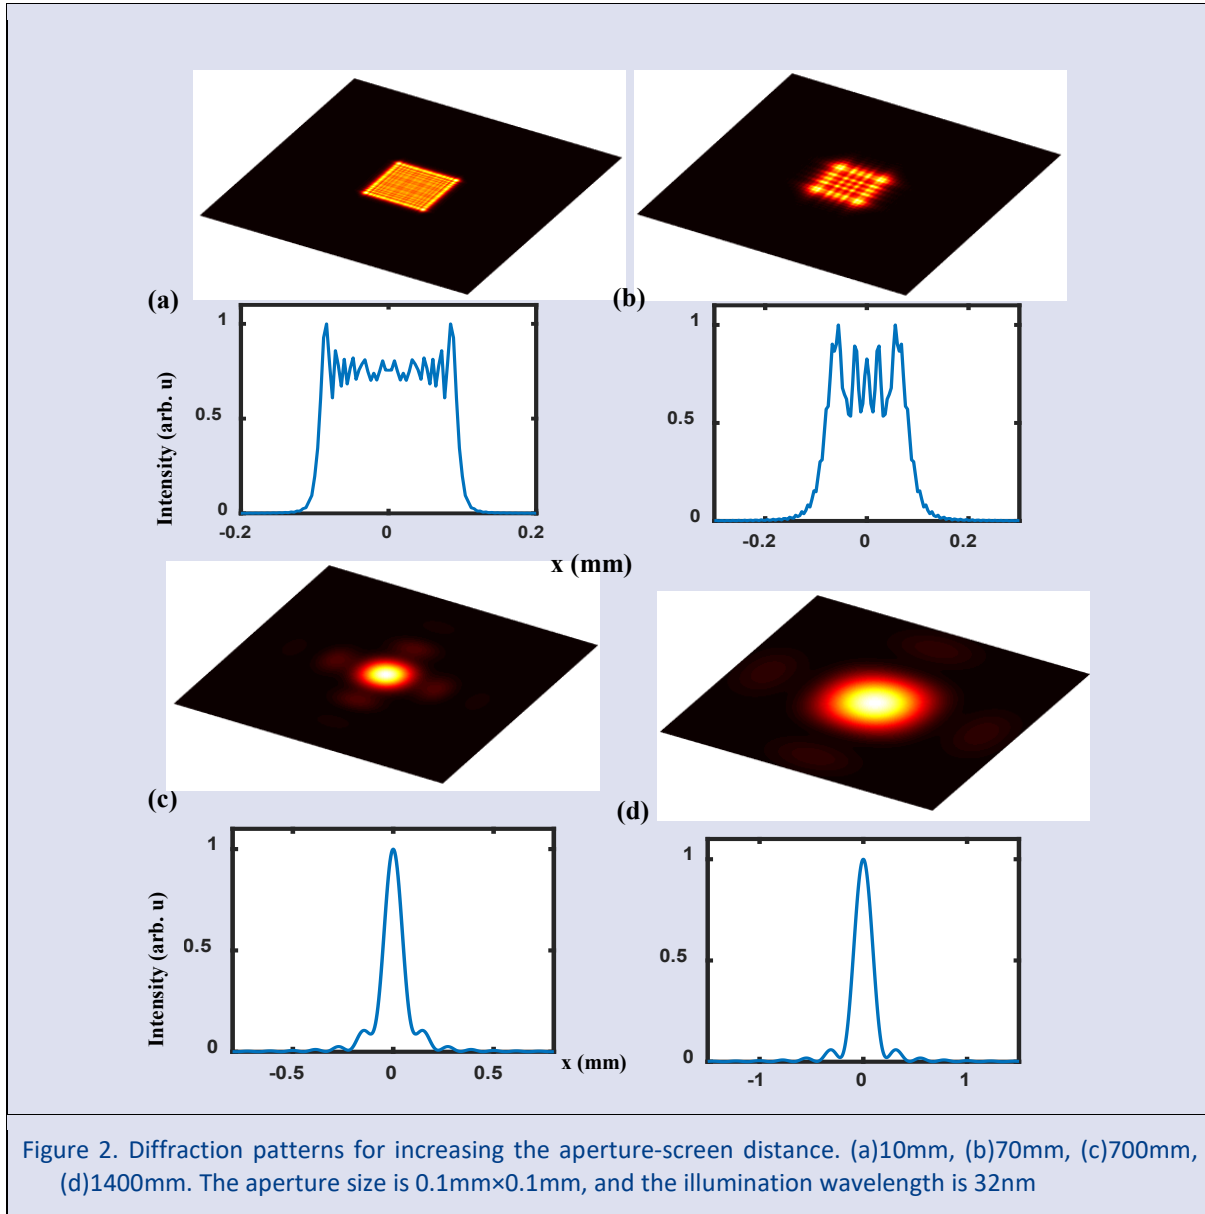 (a)
(b)
Intensity (arb. u)
1
0.5
0
-0.2
0
0.2
1
0.5
0
-0.2
0
0.2
x (mm)
(c)
(d)
Intensity (arb. u)
1
0.5
0
-0.5
0
0.5
x (mm)
1
0.5
0
-1
0
1
Figure 2. Diffraction patterns for increasing the aperture-screen distance. (a)10mm, (b)70mm, (c)700mm,
(d)1400mm. The aperture size is 0.1mm×0.1mm, and the illumination wavelength is 32nm